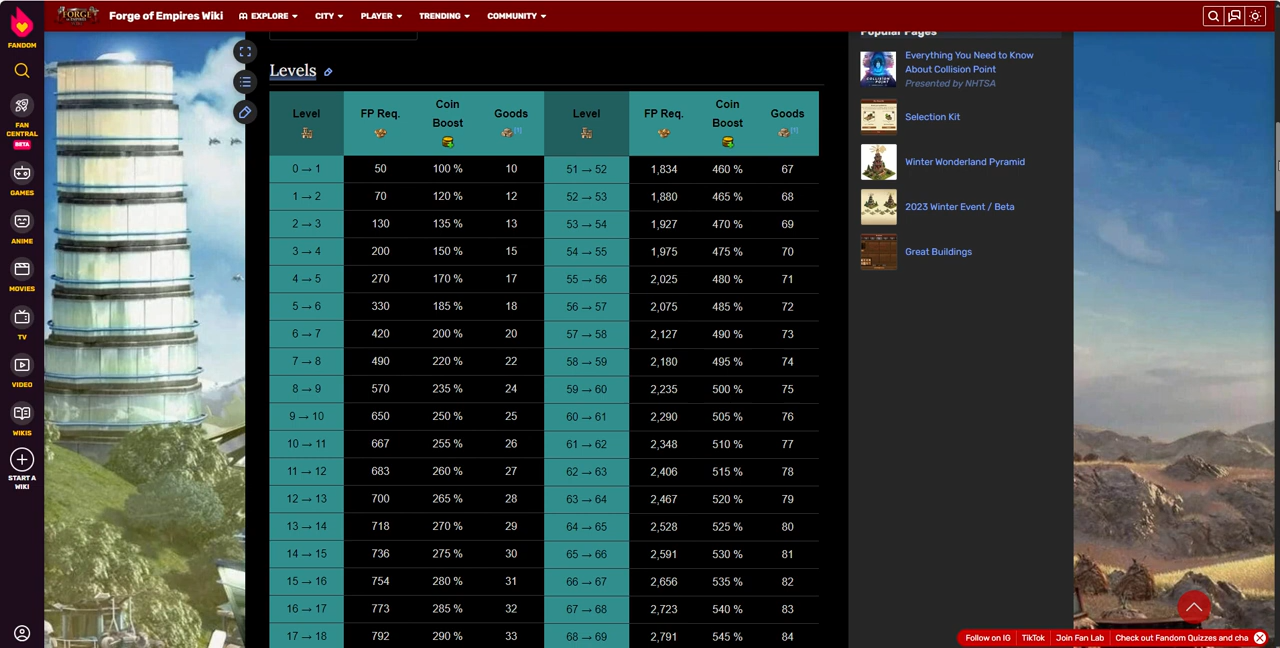 FORGE OF EMPIRES
Forge of Empires Wiki
EXPLORE
CITY
PLAYER
TRENDING
COMMUNITY
FANDOM
FAN CENTRAL
BETA
GAMES
ANIME
MOVIES
TV
VIDEO
WIKIS
START A WIKI
Levels
Level FP Req. Coin Boost Goods [1] Level FP Req. Coin Boost Goods [1]
0 → 1 50 100 % 10 51 → 52 1,834 460 % 67
1 → 2 70 120 % 12 52 → 53 1,880 465 % 68
2 → 3 130 135 % 13 53 → 54 1,927 470 % 69
3 → 4 200 150 % 15 54 → 55 1,975 475 % 70
4 → 5 270 170 % 17 55 → 56 2,025 480 % 71
5 → 6 330 185 % 18 56 → 57 2,075 485 % 72
6 → 7 420 200 % 20 57 → 58 2,127 490 % 73
7 → 8 490 220 % 22 58 → 59 2,180 495 % 74
8 → 9 570 235 % 24 59 → 60 2,235 500 % 75
9 → 10 650 250 % 25 60 → 61 2,290 505 % 76
10 → 11 667 255 % 26 61 → 62 2,348 510 % 77
11 → 12 683 260 % 27 62 → 63 2,406 515 % 78
12 → 13 700 265 % 28 63 → 64 2,467 520 % 79
13 → 14 718 270 % 29 64 → 65 2,528 525 % 80
14 → 15 736 275 % 30 65 → 66 2,591 530 % 81
15 → 16 754 280 % 31 66 → 67 2,656 535 % 82
16 → 17 773 285 % 32 67 → 68 2,723 540 % 83
17 → 18 792 290 % 33 68 → 69 2,791 545 % 84
Popular Pages
Everything You Need to Know
About Collision Point
Presented by NHTSA
Selection Kit
Winter Wonderland Pyramid
2023 Winter Event / Beta
Great Buildings
Follow on IG
TikTok
Join Fan Lab
Check out Fandom Quizzes and cha